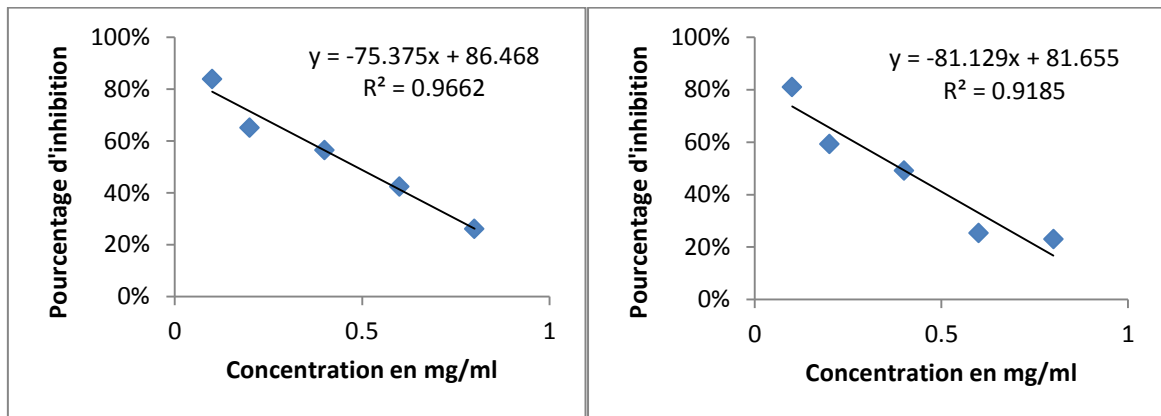 100%
80%
60%
40%
20%
0%
0
0.5
1
Pourcentage d'inhibition
Concentration en mg/ml
y = -75.375x + 86.468
R² = 0.9662
100%
80%
60%
40%
20%
0%
0
0.5
1
Pourcentage d'inhibition
Concentration en mg/ml
y = -81.129x + 81.655
R² = 0.9185